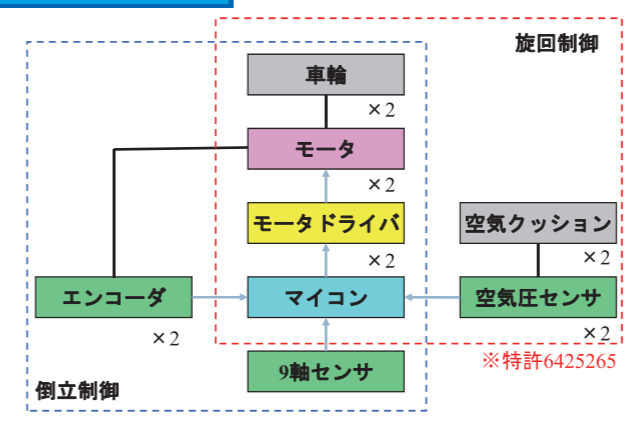 旋回制御
車輪
×2
モータ
×2
モータドライバ
空気クッション
×2
×2
エンコーダ
マイコン
空気圧センサ
×2
×2
※特許6425265
9軸センサ
倒立制御